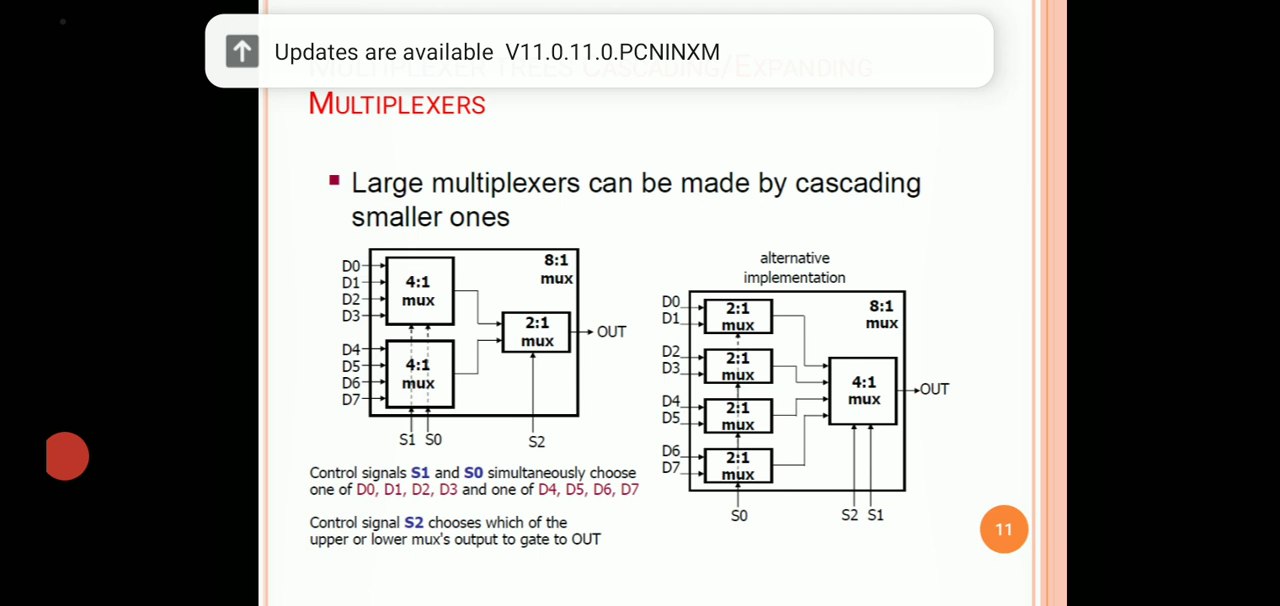 Updates are available V11.0.11.0.PCNINXM
MULTIPLEXER TREES CASCADING/EXPANDING
MULTIPLEXERS
Large multiplexers can be made by cascading
smaller ones
D0
D1
D2
D3
4:1
mux
D4
D5
D6
D7
4:1
mux
8:1
mux
2:1
mux
OUT
S1 S0
S2
Control signals S1 and S0 simultaneously choose
one of D0, D1, D2, D3 and one of D4, D5, D6, D7
Control signal S2 chooses which of the
upper or lower mux's output to gate to OUT
alternative
implementation
D0
D1
2:1
mux
D2
D3
2:1
mux
D4
D5
2:1
mux
D6
D7
2:1
mux
8:1
mux
4:1
mux
OUT
S0
S2 S1
11